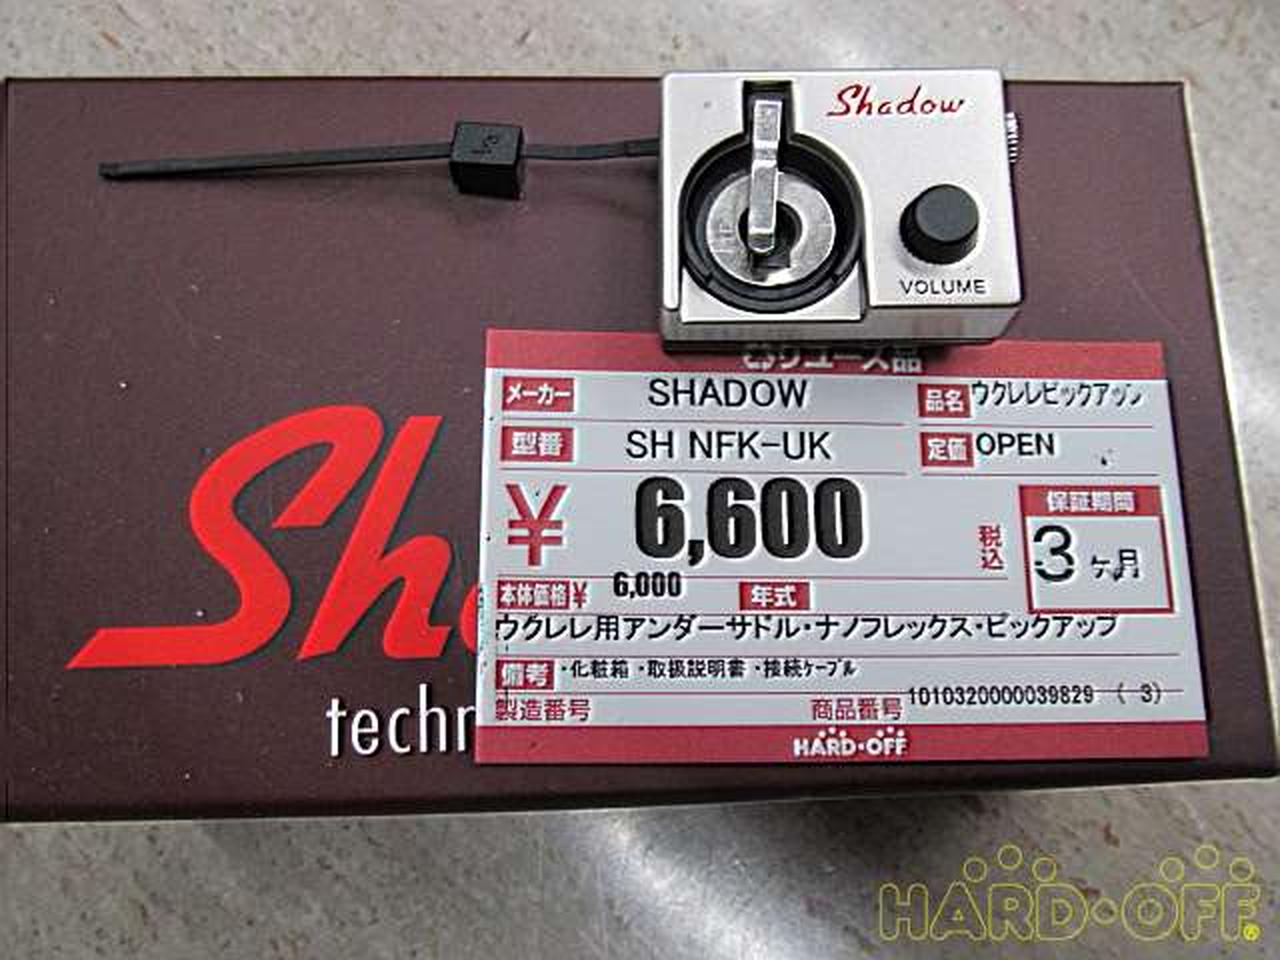 Shadow
VOLUME
リユース品
メーカー SHADOW 品名 ウクレレピックアップ
型番 SH NFK-UK 定価 OPEN
¥ 6,600 税込 保証期間 3ヶ月
本体価格¥ 6,000 年式
ウクレレ用アンダーサドル・ナノフレックス・ピックアップ
備考 ・化粧箱 ・取扱説明書 ・接続ケーブル
製造番号 商品番号 1010320000039829 ( 3)
HARD・OFF
Sh
techn
HARD・OFF